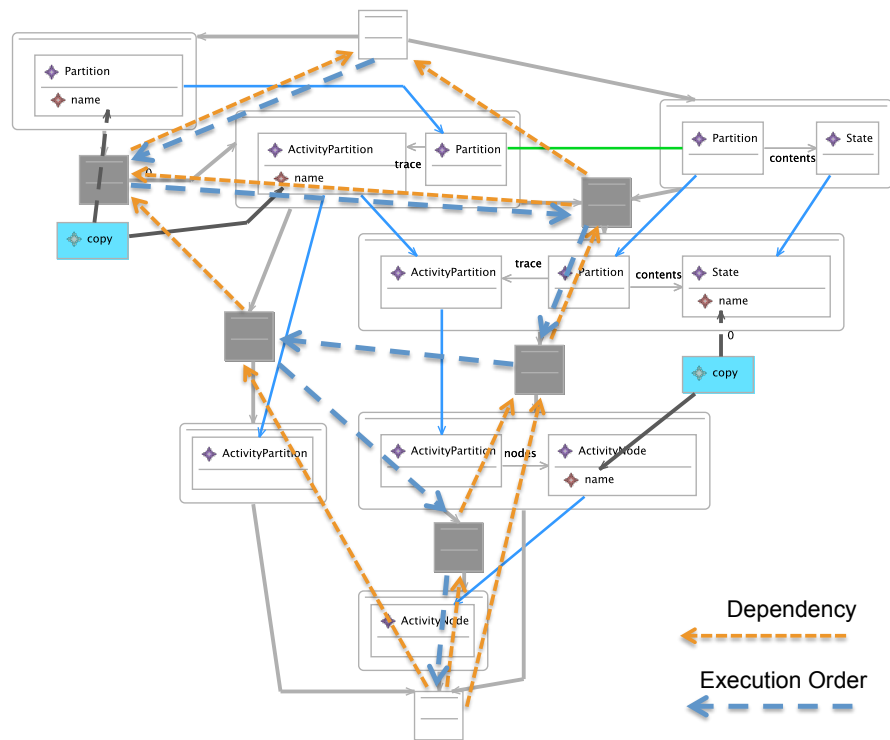 Partition
name
ActivityPartition
name
trace
Partition
Partition
contents
State
0
copy
ActivityPartition
trace
Partition
contents
State
name
0
copy
ActivityPartition
ActivityPartition
nodes
ActivityNode
name
ActivityNode
Dependency
Execution Order